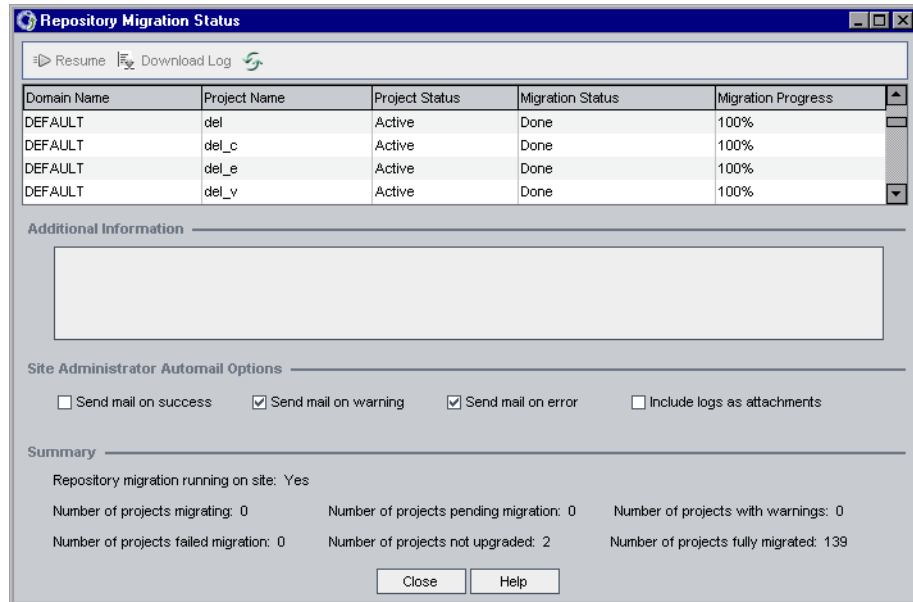 Repository Migration Status
Resume Download Log
Domain Name Project Name Project Status Migration Status Migration Progress
DEFAULT del Active Done 100%
DEFAULT del_c Active Done 100%
DEFAULT del_e Active Done 100%
DEFAULT del_v Active Done 100%
Additional Information
Site Administrator Automail Options
Send mail on success Send mail on warning Send mail on error Include logs as attachments
Summary
Repository migration running on site: Yes
Number of projects migrating: 0 Number of projects pending migration: 0 Number of projects with warnings: 0
Number of projects failed migration: 0 Number of projects not upgraded: 2 Number of projects fully migrated: 139
Close Help